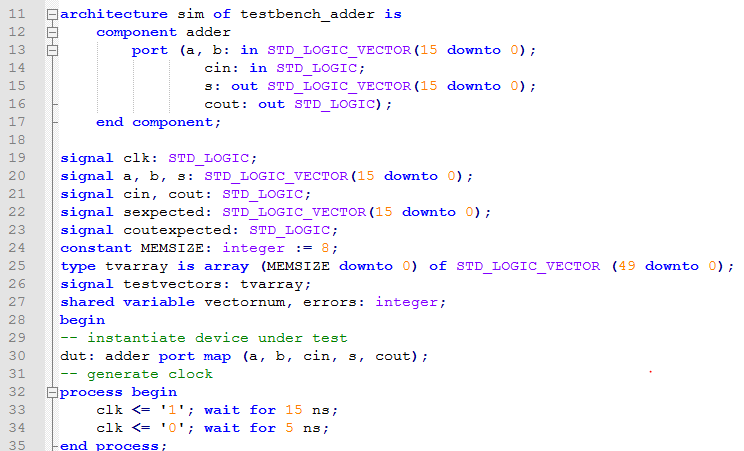 11 architecture sim of testbench_adder is
12     component adder
13         port (a, b: in STD_LOGIC_VECTOR(15 downto 0);
14                 cin: in STD_LOGIC;
15                 s: out STD_LOGIC_VECTOR(15 downto 0);
16                 cout: out STD_LOGIC);
17     end component;
18
19 signal clk: STD_LOGIC;
20 signal a, b, s: STD_LOGIC_VECTOR(15 downto 0);
21 signal cin, cout: STD_LOGIC;
22 signal sexpected: STD_LOGIC_VECTOR(15 downto 0);
23 signal coutexpected: STD_LOGIC;
24 constant MEMSIZE: integer := 8;
25 type tvarray is array (MEMSIZE downto 0) of STD_LOGIC_VECTOR (49 downto 0);
26 signal testvectors: tvarray;
27 shared variable vectornum, errors: integer;
28 begin
29 -- instantiate device under test
30 dut: adder port map (a, b, cin, s, cout);
31 -- generate clock
32 process begin
33     clk <= '1'; wait for 15 ns;
34     clk <= '0'; wait for 5 ns;
35 end process;